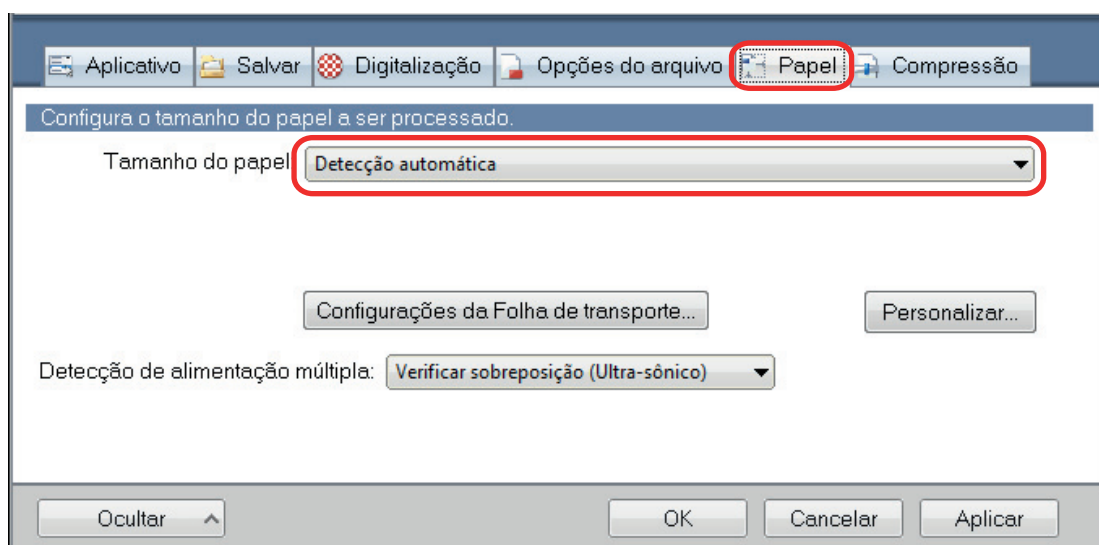 Aplicativo Salvar Digitalização Opções do arquivo Papel Compressão
Configura o tamanho do papel a ser processado.
Tamanho do papel: Detecção automática
Configurações da Folha de transporte... Personalizar...
Detecção de alimentação múltipla: Verificar sobreposição (Ultra-sônico)
Ocultar OK Cancelar Aplicar